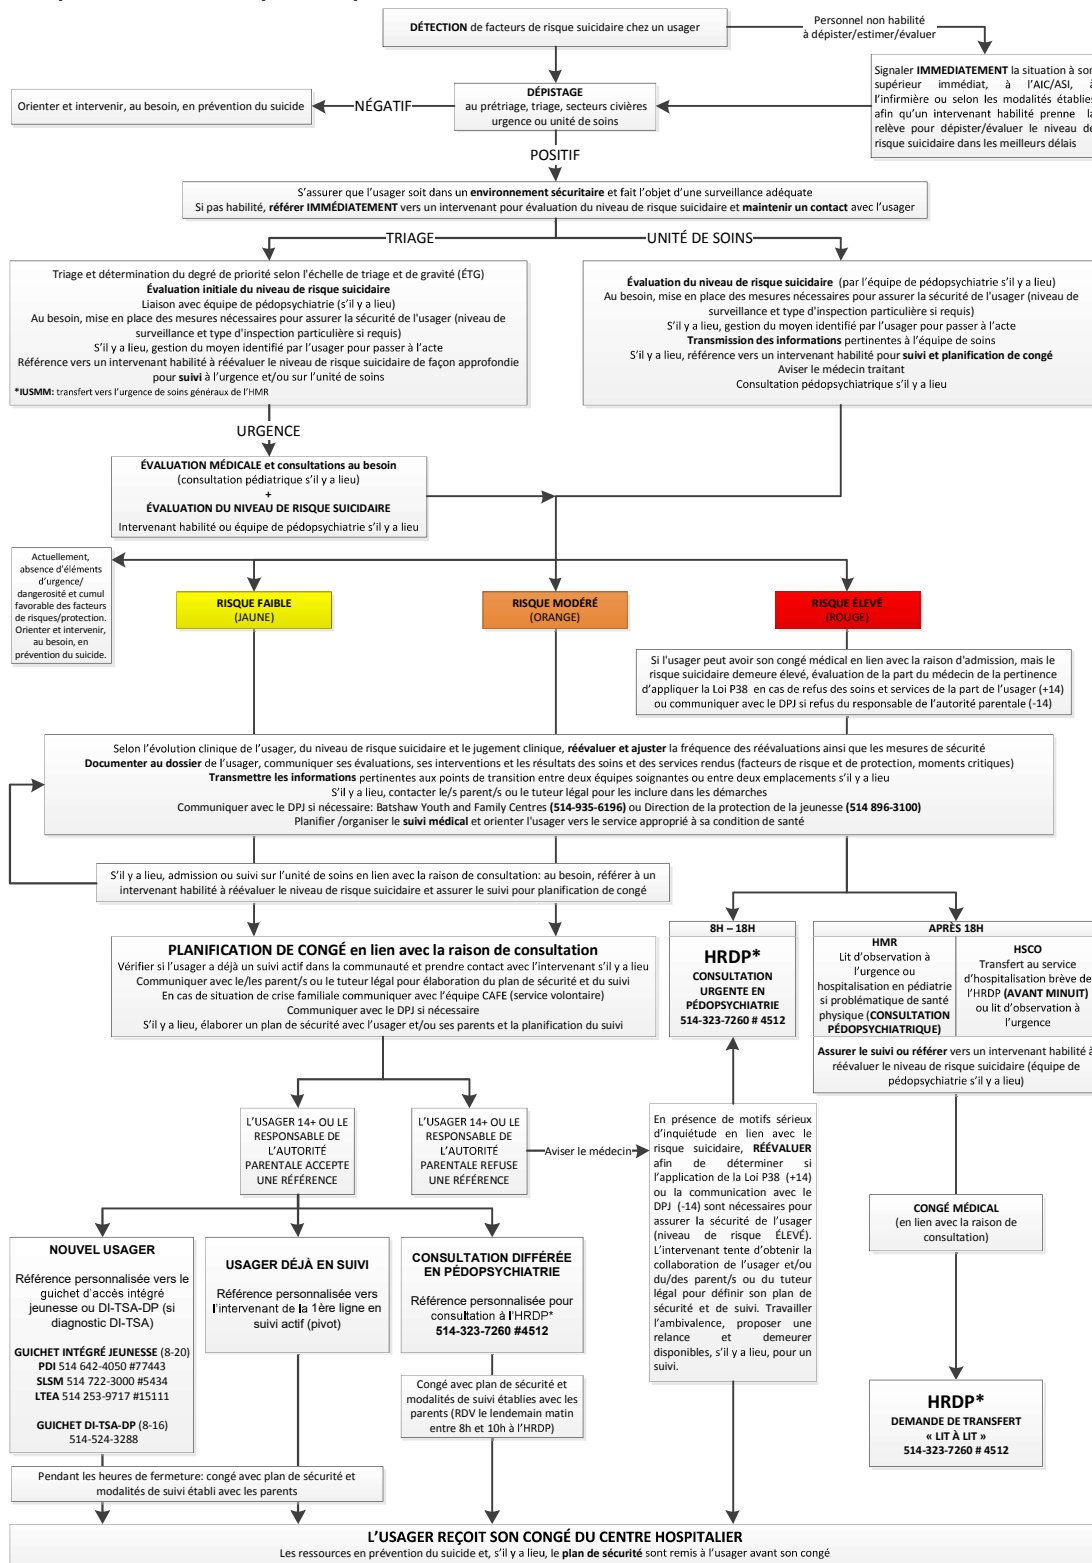 DÉTECTION de facteurs de risque suicidaire chez un usager
Personnel non habilité
à dépister/estimer/évaluer
Signaler IMMEDIATEMENT la situation à son
supérieur immédiat, à l'AIC/ASI, à
l'infirmière ou selon les modalités établies
afin qu'un intervenant habilité prenne la
relève pour dépister/évaluer le niveau de
risque suicidaire dans les meilleurs délais
DÉPISTAGE
au prétriage, triage, secteurs civières
urgence ou unité de soins
NÉGATIF
Orienter et intervenir, au besoin, en prévention du suicide
POSITIF
S'assurer que l'usager soit dans un environnement sécuritaire et fait l'objet d'une surveillance adéquate
Si pas habilité, référer IMMÉDIATEMENT vers un intervenant pour évaluation du niveau de risque suicidaire et maintenir un contact avec l'usager
TRIAGE
UNITÉ DE SOINS
Triage et détermination du degré de priorité selon l'échelle de triage et de gravité (ÉTG)
Évaluation initiale du niveau de risque suicidaire
Liaison avec équipe de pédopsychiatrie (s'il y a lieu)
Au besoin, mise en place des mesures nécessaires pour assurer la sécurité de l'usager (niveau de
surveillance et type d'inspection particulière si requis)
S'il y a lieu, gestion du moyen identifié par l'usager pour passer à l'acte
Référence vers un intervenant habilité à réévaluer le niveau de risque suicidaire de façon approfondie
pour suivi à l'urgence et/ou sur l'unité de soins
*IUSMM: transfert vers l'urgence de soins généraux de l'HMR
Évaluation du niveau de risque suicidaire (par l'équipe de pédopsychiatrie s'il y a lieu)
Au besoin, mise en place des mesures nécessaires pour assurer la sécurité de l'usager (niveau de
surveillance et type d'inspection particulière si requis)
S'il y a lieu, gestion du moyen identifié par l'usager pour passer à l'acte
Transmission des informations pertinentes à l'équipe de soins
S'il y a lieu, référence vers un intervenant habilité pour suivi et planification de congé
Aviser le médecin traitant
Consultation pédopsychiatrique s'il y a lieu
URGENCE
ÉVALUATION MÉDICALE et consultations au besoin
(consultation pédiatrique s'il y a lieu)
+
ÉVALUATION DU NIVEAU DE RISQUE SUICIDAIRE
Intervenant habilité ou équipe de pédopsychiatrie s'il y a lieu
Actuellement,
absence d'éléments
d'urgence/
dangerosité et cumul
favorable des facteurs
de risques/protection.
Orienter et intervenir,
au besoin, en
prévention du suicide.
RISQUE FAIBLE
(JAUNE)
RISQUE MODÉRÉ
(ORANGE)
RISQUE ÉLEVÉ
(ROUGE)
Si l'usager peut avoir son congé médical en lien avec la raison d'admission, mais le
risque suicidaire demeure élevé, évaluation de la part du médecin de la pertinence
d'appliquer la Loi P38 en cas de refus des soins et services de la part de l'usager (+14)
ou communiquer avec le DPJ si refus du responsable de l'autorité parentale (-14)
Selon l'évolution clinique de l'usager, du niveau de risque suicidaire et le jugement clinique, réévaluer et ajuster la fréquence des réévaluations ainsi que les mesures de sécurité
Documenter au dossier de l'usager, communiquer ses évaluations, ses interventions et les résultats des soins et des services rendus (facteurs de risque et de protection, moments critiques)
Transmettre les informations pertinentes aux points de transition entre deux équipes soignantes ou entre deux emplacements s'il y a lieu
S'il y a lieu, contacter le/s parent/s ou le tuteur légal pour les inclure dans les démarches
Communiquer avec le DPJ si nécessaire: Batshaw Youth and Family Centres (514-935-6196) ou Direction de la protection de la jeunesse (514 896-3100)
Planifier /organiser le suivi médical et orienter l'usager vers le service approprié à sa condition de santé
S'il y a lieu, admission ou suivi sur l'unité de soins en lien avec la raison de consultation: au besoin, référer à un
intervenant habilité à réévaluer le niveau de risque suicidaire et assurer le suivi pour planification de congé
PLANIFICATION DE CONGÉ en lien avec la raison de consultation
Vérifier si l'usager a déjà un suivi actif dans la communauté et prendre contact avec l'intervenant s'il y a lieu
Communiquer avec le/les parent/s ou le tuteur légal pour élaboration du plan de sécurité et du suivi
En cas de situation de crise familiale communiquer avec l'équipe CAFE (service volontaire)
Communiquer avec le DPJ si nécessaire
S'il y a lieu, élaborer un plan de sécurité avec l'usager et/ou ses parents et la planification du suivi
8H – 18H
HRDP*
CONSULTATION
URGENTE EN
PÉDOPSYCHIATRIE
514-323-7260 # 4512
APRÈS 18H
HMR
Lit d'observation à
l'urgence ou
hospitalisation en pédiatrie
si problématique de santé
physique (CONSULTATION
PÉDOPSYCHIATRIQUE)
HSCO
Transfert au service
d'hospitalisation brève de
l'HRDP (AVANT MINUIT)
ou lit d'observation à
l'urgence
Assurer le suivi ou référer vers un intervenant habilité à
réévaluer le niveau de risque suicidaire (équipe de
pédopsychiatrie s'il y a lieu)
L'USAGER 14+ OU LE
RESPONSABLE DE
L'AUTORITÉ
PARENTALE ACCEPTE
UNE RÉFÉRENCE
L'USAGER 14+ OU LE
RESPONSABLE DE
L'AUTORITÉ
PARENTALE REFUSE
UNE RÉFÉRENCE
Aviser le médecin
En présence de motifs sérieux
d'inquiétude en lien avec le
risque suicidaire, RÉÉVALUER
afin de déterminer si
l'application de la Loi P38 (+14)
ou la communication avec le
DPJ (-14) sont nécessaires pour
assurer la sécurité de l'usager
(niveau de risque ÉLEVÉ).
L'intervenant tente d'obtenir la
collaboration de l'usager et/ou
du/des parent/s ou du tuteur
légal pour définir son plan de
sécurité et de suivi. Travailler
l'ambivalence, proposer une
relance et demeurer
disponibles, s'il y a lieu, pour un
suivi.
CONGÉ MÉDICAL
(en lien avec la raison de
consultation)
NOUVEL USAGER
Référence personnalisée vers le
guichet d'accès intégré
jeunesse ou DI-TSA-DP (si
diagnostic DI-TSA)
GUICHET INTÉGRÉ JEUNESSE (8-20)
PDI 514 642-4050 #77443
SLSM 514 722-3000 #5434
LTEA 514 253-9717 #15111
GUICHET DI-TSA-DP (8-16)
514-524-3288
USAGER DÉJÀ EN SUIVI
Référence personnalisée vers
l'intervenant de la 1ère ligne en
suivi actif (pivot)
CONSULTATION DIFFÉRÉE
EN PÉDOPSYCHIATRIE
Référence personnalisée pour
consultation à l'HRDP*
514-323-7260 #4512
Congé avec plan de sécurité et
modalités de suivi établies avec les
parents (RDV le lendemain matin
entre 8h et 10h à l'HRDP)
HRDP*
DEMANDE DE TRANSFERT
« LIT À LIT »
514-323-7260 # 4512
Pendant les heures de fermeture: congé avec plan de sécurité et
modalités de suivi établi avec les parents
L'USAGER REÇOIT SON CONGÉ DU CENTRE HOSPITALIER
Les ressources en prévention du suicide et, s'il y a lieu, le plan de sécurité sont remis à l'usager avant son congé